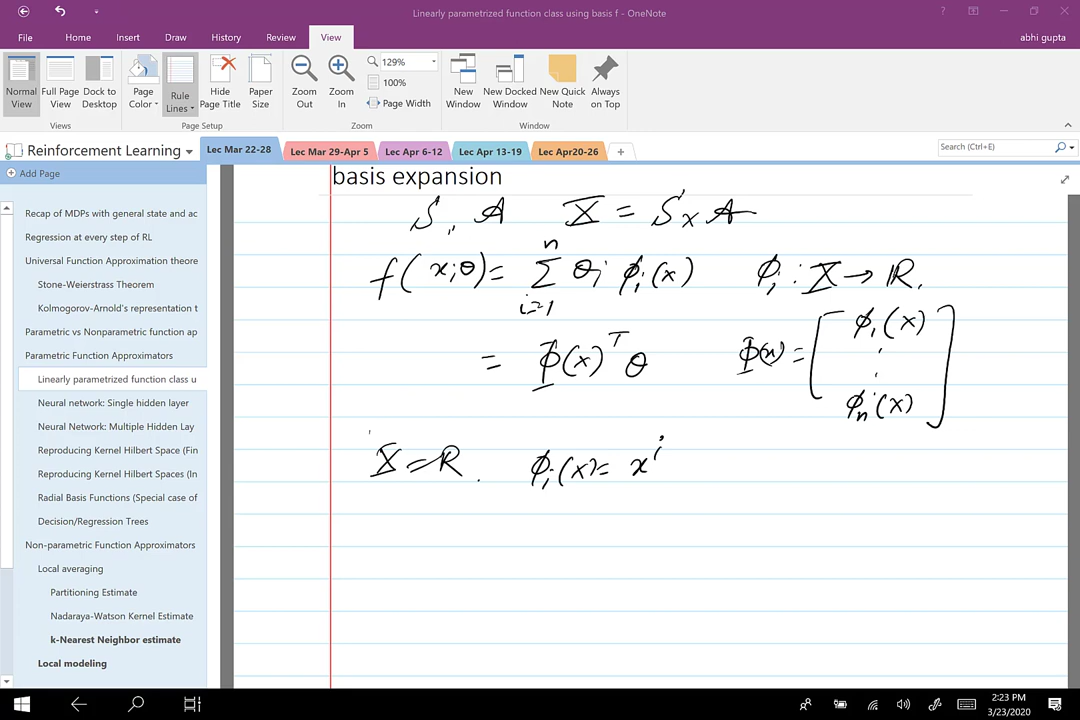 Linearly parametrized function class using basis f - OneNote
File Home Insert Draw History Review View
abhi gupta
Normal View
Full Page View
Dock to Desktop
Page Color
Rule Lines
Hide Page Title
Paper Size
Zoom Out
Zoom In
129%
100%
Page Width
New Window
New Docked Window
New Quick Note
Always on Top
Views
Page Setup
Zoom
Window
Reinforcement Learning
Lec Mar 22-28
Lec Mar 29-Apr 5
Lec Apr 6-12
Lec Apr 13-19
Lec Apr20-26
Search (Ctrl+E)
Add Page
Recap of MDPs with general state and ac
Regression at every step of RL
Universal Function Approximation theore
Stone-Weierstrass Theorem
Kolmogorov-Arnold's representation t
Parametric vs Nonparametric function ap
Parametric Function Approximators
Linearly parametrized function class u
Neural network: Single hidden layer
Neural Network: Multiple Hidden Lay
Reproducing Kernel Hilbert Spaces (Fin
Reproducing Kernel Hilbert Spaces (In
Radial Basis Functions (Special case of
Decision/Regression Trees
Non-parametric Function Approximators
Local averaging
Partitioning Estimate
Nadaraya-Watson Kernel Estimate
k-Nearest Neighbor estimate
Local modeling
basis expansion
S, A X = S x A
f(x;θ) = Σ_{i=1}^{n} θ_i ϕ_i(x) ϕ_i : X → R.
= ϕ(x)^T θ ϕ(x) = [ϕ_1(x) ⋮ ϕ_n(x)]
X = R. ϕ_i(x) = x^i
2:23 PM
3/23/2020